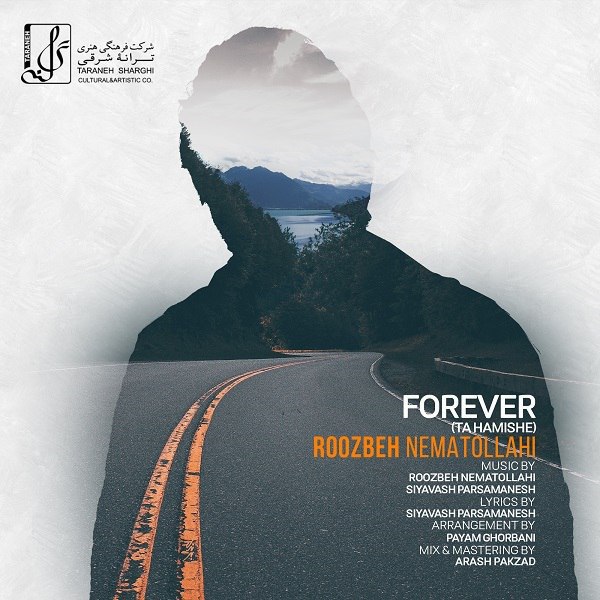 TARANEH
شرکت فرهنگی هنری
ترانۀ شرقی
TARANEH SHARGHI
CULTURAL&ARTISTIC CO.
FOREVER
(TA HAMISHE)
ROOZBEH NEMATOLLAHI
MUSIC BY
ROOZBEH NEMATOLLAHI
SIYAVASH PARSAMANESH
LYRICS BY
SIYAVASH PARSAMANESH
ARRANGEMENT BY
PAYAM GHORBANI
MIX & MASTERING BY
ARASH PAKZAD